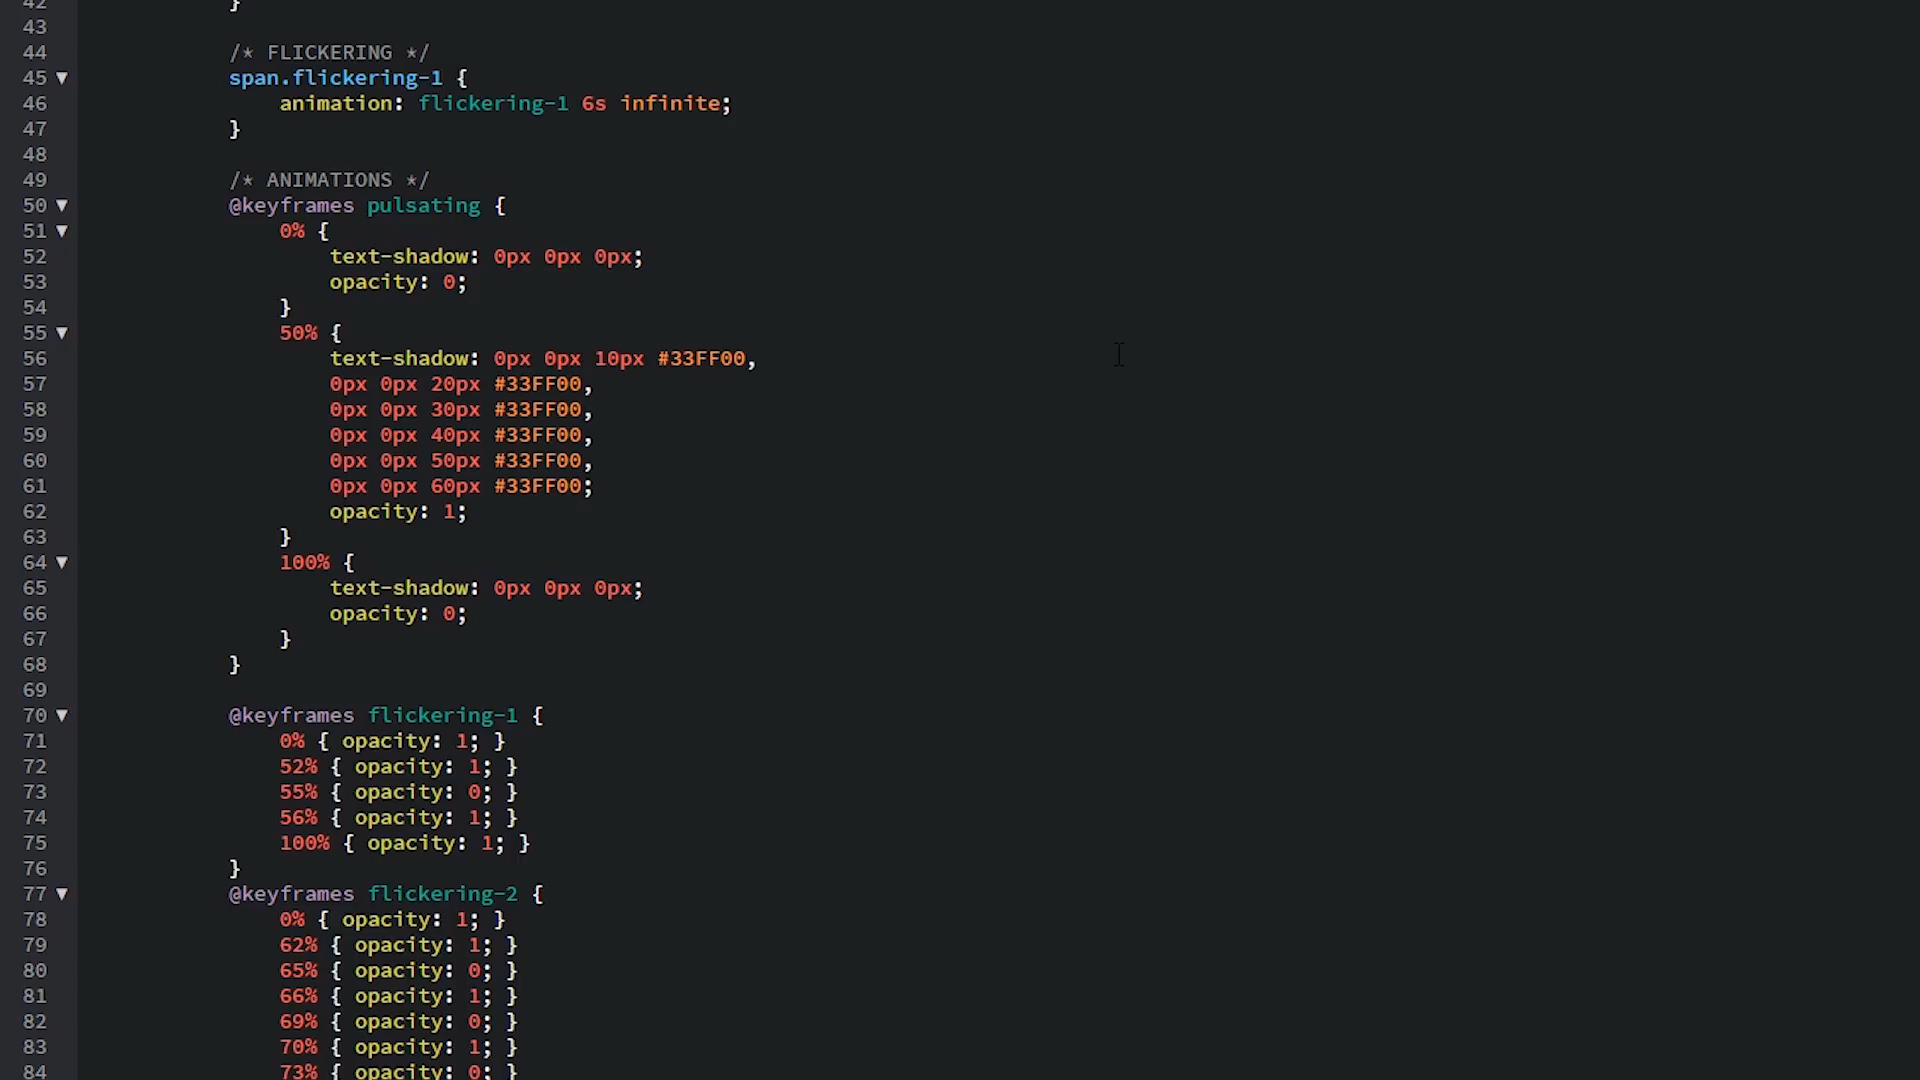 42 }
43
44 /* FLICKERING */
45 span.flickering-1 {
46 animation: flickering-1 6s infinite;
47 }
48
49 /* ANIMATIONS */
50 @keyframes pulsating {
51 0% {
52 text-shadow: 0px 0px 0px;
53 opacity: 0;
54 }
55 50% {
56 text-shadow: 0px 0px 10px #33FF00,
57 0px 0px 20px #33FF00,
58 0px 0px 30px #33FF00,
59 0px 0px 40px #33FF00,
60 0px 0px 50px #33FF00,
61 0px 0px 60px #33FF00;
62 opacity: 1;
63 }
64 100% {
65 text-shadow: 0px 0px 0px;
66 opacity: 0;
67 }
68 }
69
70 @keyframes flickering-1 {
71 0% { opacity: 1; }
72 52% { opacity: 1; }
73 55% { opacity: 0; }
74 56% { opacity: 1; }
75 100% { opacity: 1; }
76 }
77 @keyframes flickering-2 {
78 0% { opacity: 1; }
79 62% { opacity: 1; }
80 65% { opacity: 0; }
81 66% { opacity: 1; }
82 69% { opacity: 0; }
83 70% { opacity: 1; }
84 73% { opacity: 0; }